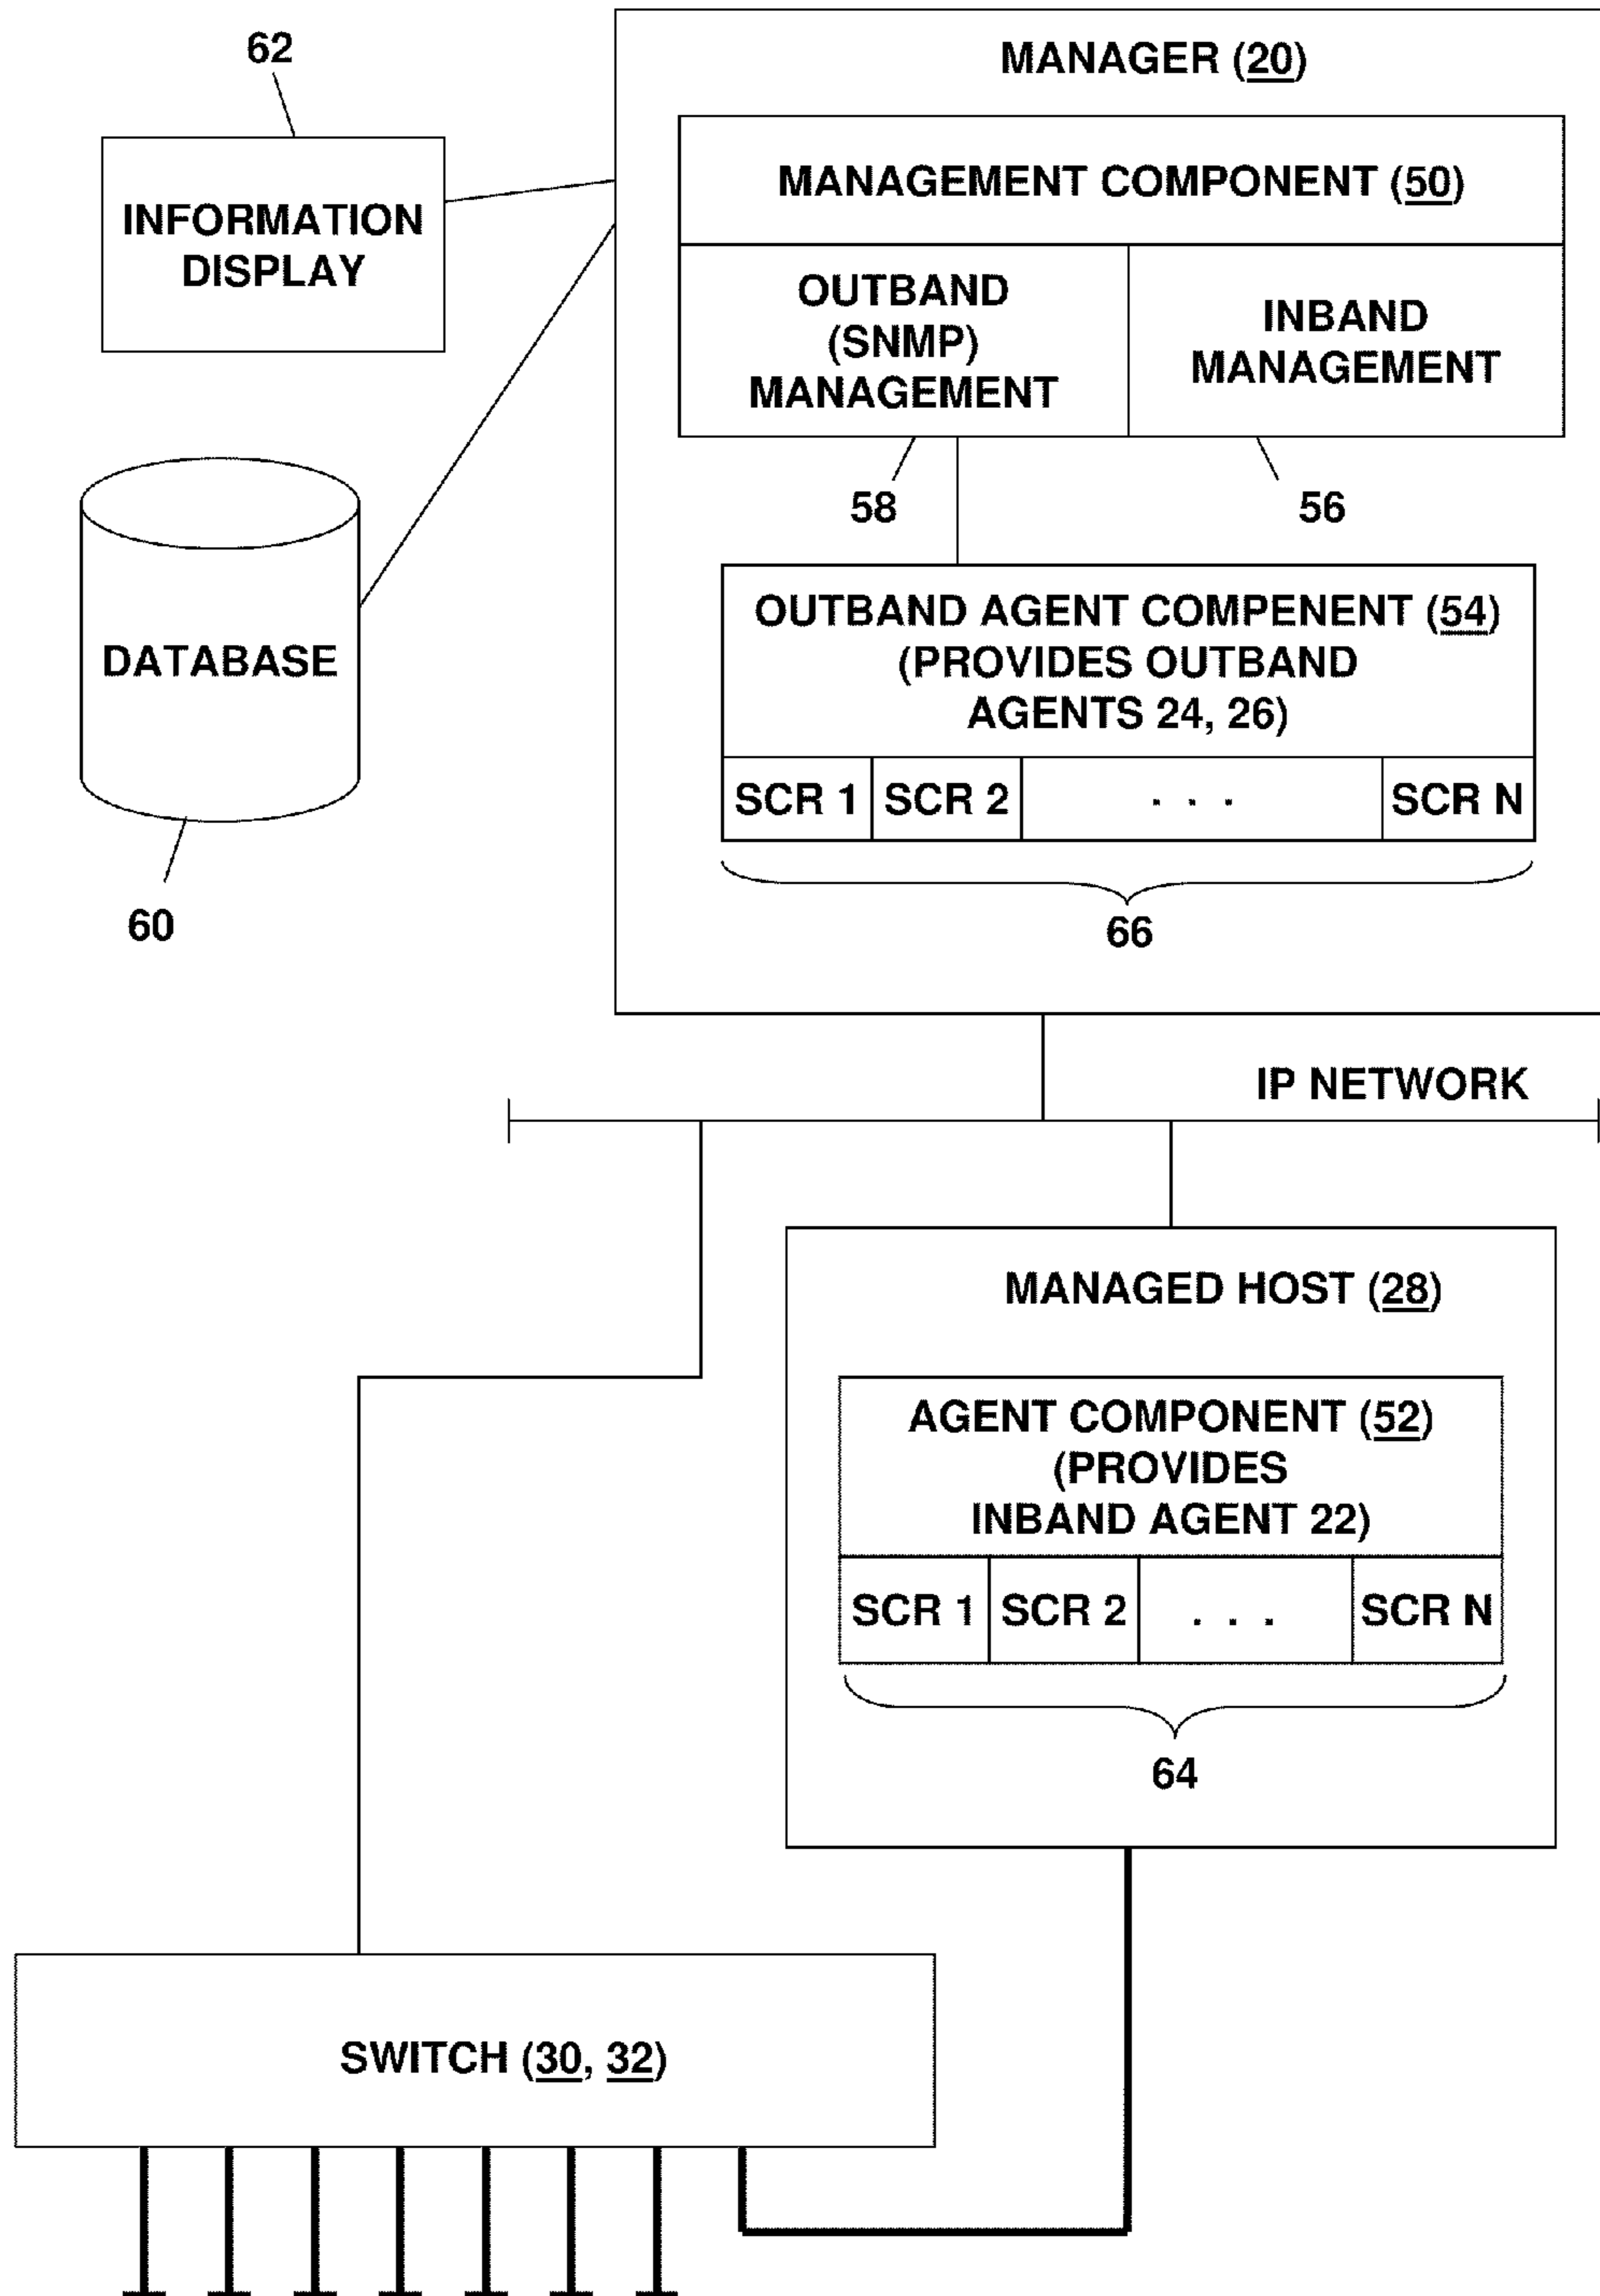 62
MANAGER (20)
MANAGEMENT COMPONENT (50)
INFORMATION
DISPLAY
OUTBAND
(SNMP)
MANAGEMENT
INBAND
MANAGEMENT
58
56
OUTBAND AGENT COMPENENT (54)
(PROVIDES OUTBAND
AGENTS 24, 26)
DATABASE
SCR 1
SCR 2
. . .
SCR N
60
66
IP NETWORK
MANAGED HOST (28)
AGENT COMPONENT (52)
(PROVIDES
INBAND AGENT 22)
SCR 1
SCR 2
. . .
SCR N
64
SWITCH (30, 32)